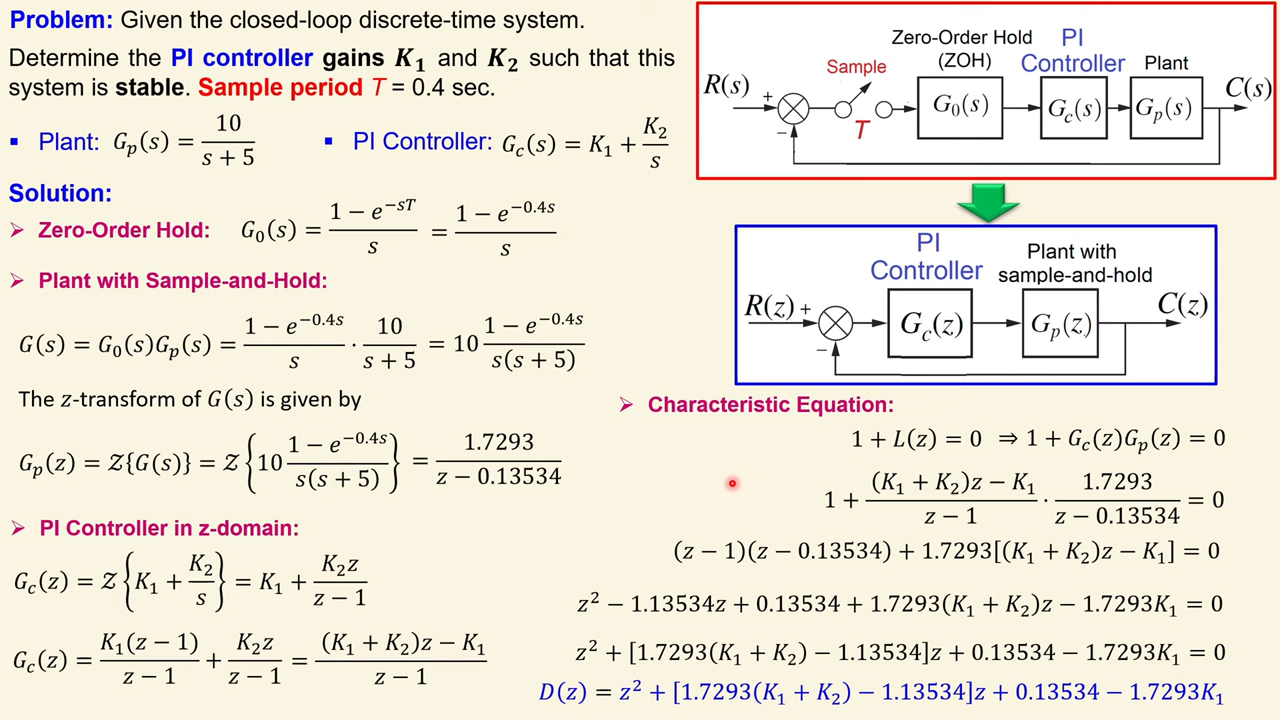 Problem: Given the closed-loop discrete-time system.
Determine the PI controller gains K₁ and K₂ such that this
system is stable. Sample period T = 0.4 sec.
▪ Plant: Gₚ(s) = 10 / (s + 5)
▪ PI Controller: G_c(s) = K₁ + K₂/s
Solution:
➢ Zero-Order Hold: G₀(s) = (1 − e^(−sT)) / s = (1 − e^(−0.4s)) / s
➢ Plant with Sample-and-Hold:
G(s) = G₀(s)Gₚ(s) = (1 − e^(−0.4s)) / s · 10 / (s + 5) = 10 (1 − e^(−0.4s)) / (s(s + 5))
The z-transform of G(s) is given by
Gₚ(z) = 𝒵{G(s)} = 𝒵{10 (1 − e^(−0.4s)) / (s(s + 5))} = 1.7293 / (z − 0.13534)
➢ PI Controller in z-domain:
G_c(z) = 𝒵{K₁ + K₂/s} = K₁ + K₂z / (z − 1)
G_c(z) = K₁(z − 1) / (z − 1) + K₂z / (z − 1) = ((K₁ + K₂)z − K₁) / (z − 1)
Zero-Order Hold
(ZOH)
PI
Controller
Plant
Sample
R(s)
+
−
T
G₀(s)
G_c(s)
Gₚ(s)
C(s)
PI
Controller
Plant with
sample-and-hold
R(z)
+
−
G_c(z)
Gₚ(z)
C(z)
➢ Characteristic Equation:
1 + L(z) = 0 ⇒ 1 + G_c(z)Gₚ(z) = 0
1 + ((K₁ + K₂)z − K₁) / (z − 1) · 1.7293 / (z − 0.13534) = 0
(z − 1)(z − 0.13534) + 1.7293[(K₁ + K₂)z − K₁] = 0
z² − 1.13534z + 0.13534 + 1.7293(K₁ + K₂)z − 1.7293K₁ = 0
z² + [1.7293(K₁ + K₂) − 1.13534]z + 0.13534 − 1.7293K₁ = 0
D(z) = z² + [1.7293(K₁ + K₂) − 1.13534]z + 0.13534 − 1.7293K₁